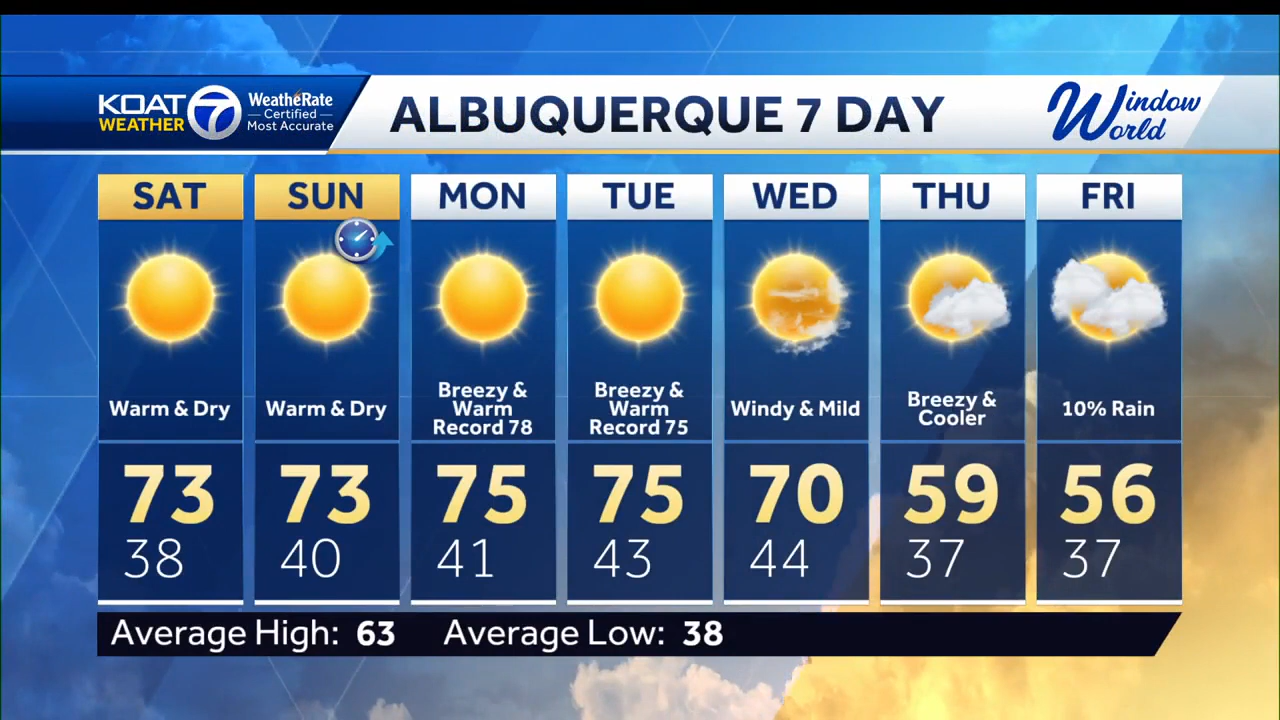 KOAT 7 WeatheRate
WEATHER Certified
Most Accurate
ALBUQUERQUE 7 DAY
Window
World
SAT
Warm & Dry
73
38
SUN
Warm & Dry
73
40
MON
Breezy &
Warm
Record 78
75
41
TUE
Breezy &
Warm
Record 75
75
43
WED
Windy & Mild
70
44
THU
Breezy &
Cooler
59
37
FRI
10% Rain
56
37
Average High: 63 Average Low: 38